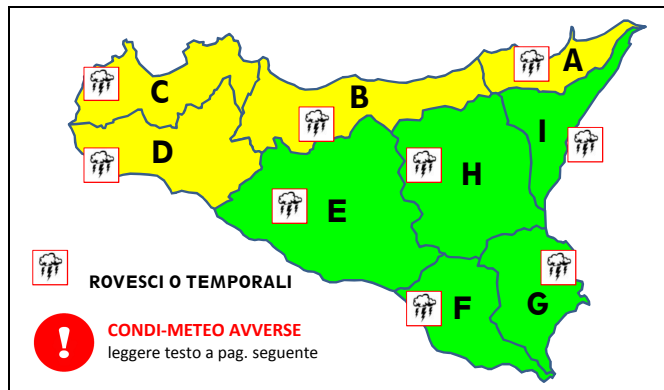 A
C
B
I
D
H
E
ROVESCI O TEMPORALI
F
G
!
CONDI-METEO AVVERSE
leggere testo a pag. seguente